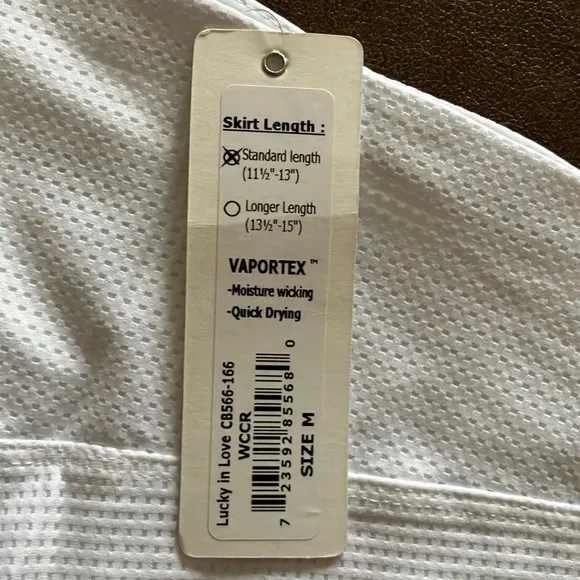 Skirt Length :
Standard length
(11½"-13")
Longer Length
(13½"-15")
VAPORTEX ™
-Moisture wicking
-Quick Drying
Lucky in Love CB566-166
WCCR
7 23592 85568 0
SIZE M